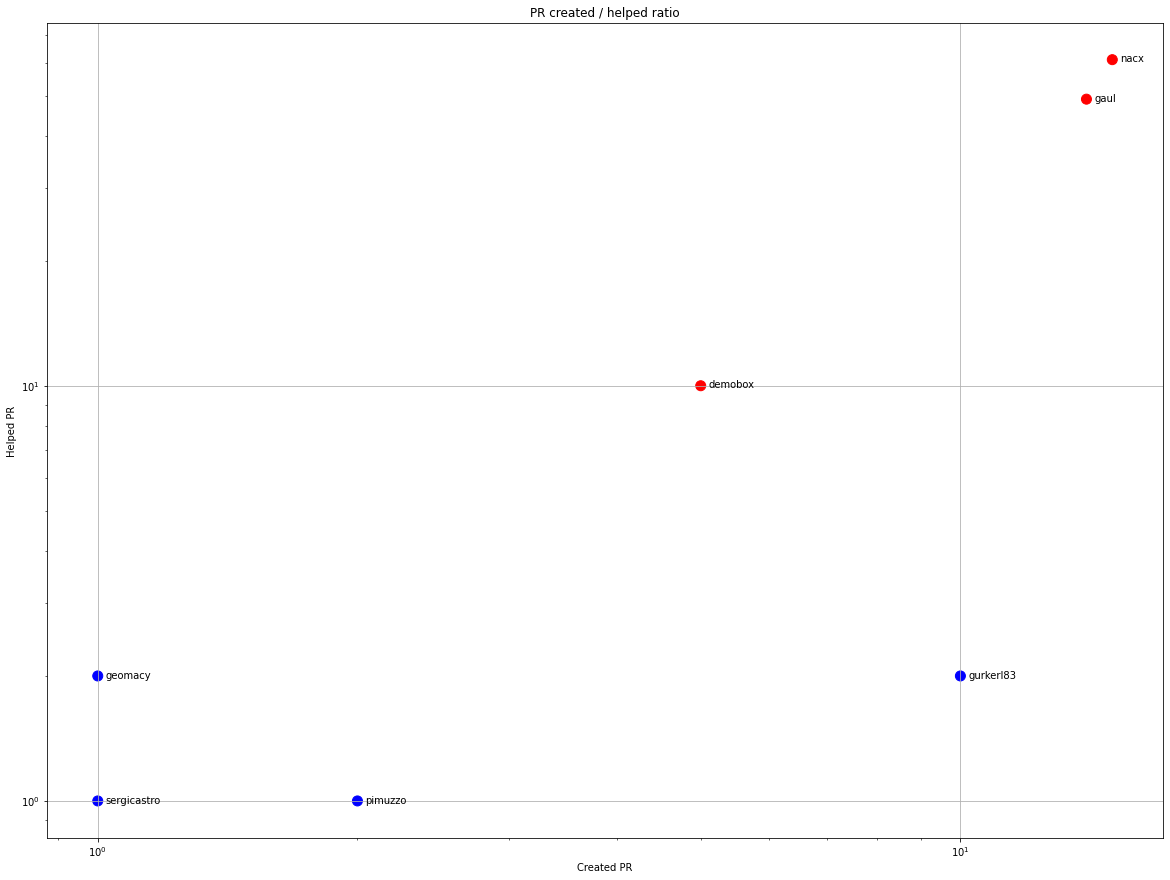 PR created / helped ratio
nacx
gaul
demobox
10¹
Helped PR
geomacy
gurkerl83
10⁰
sergicastro
pimuzzo
10⁰
10¹
Created PR